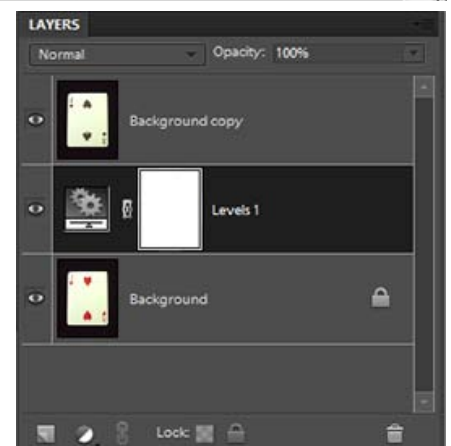 LAYERS
Normal Opacity: 100%
Background copy
Levels 1
Background
Lock: